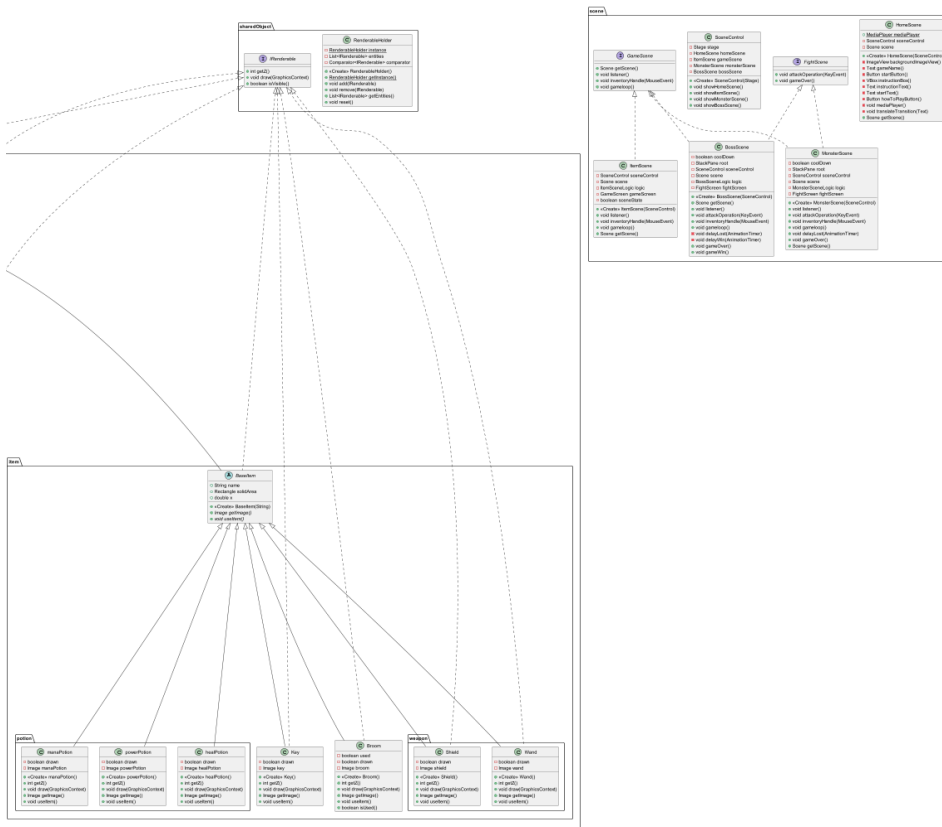 sharedObject
IRenderable
int getZ()
void draw(GraphicsContext)
boolean isVisible()
RenderableHolder
RenderableHolder instance
List<IRenderable> entities
Comparator<IRenderable> comparator
«Create» RenderableHolder()
RenderableHolder getInstance()
void add(IRenderable)
void remove(IRenderable)
List<IRenderable> getEntities()
void reset()
scene
GameScene
Scene getScene()
void listener()
void inventoryHandle(MouseEvent)
void gameloop()
SceneControl
Stage stage
HomeScene homeScene
ItemScene gameScene
MonsterScene monsterScene
BossScene bossScene
«Create» SceneControl(Stage)
void showHomeScene()
void showItemScene()
void showMonsterScene()
void showBossScene()
FightScene
void attackOperation(KeyEvent)
void gameOver()
HomeScene
MediaPlayer mediaPlayer
SceneControl sceneControl
Scene scene
«Create» HomeScene(SceneContro
ImageView backgroundImageView()
Text gameName()
Button startButton()
VBox instructionBox()
Text instructionText()
Text startText()
Button howToPlayButton()
void mediaPlayer()
void translateTransition(Text)
Scene getScene()
ItemScene
SceneControl sceneControl
Scene scene
ItemSceneLogic logic
GameScreen gameScreen
boolean sceneState
«Create» ItemScene(SceneControl)
void listener()
void inventoryHandle(MouseEvent)
void gameloop()
Scene getScene()
BossScene
boolean coolDown
StackPane root
SceneControl sceneControl
Scene scene
BossSceneLogic logic
FightScreen fightScreen
«Create» BossScene(SceneControl)
Scene getScene()
void listener()
void attackOperation(KeyEvent)
void inventoryHandle(MouseEvent)
void gameloop()
void delayLost(AnimationTimer)
void delayWin(AnimationTimer)
void gameOver()
void gameWin()
MonsterScene
boolean coolDown
StackPane root
SceneControl sceneControl
Scene scene
MonsterSceneLogic logic
FightScreen fightScreen
«Create» MonsterScene(SceneControl)
void listener()
void attackOperation(KeyEvent)
void inventoryHandle(MouseEvent)
void gameloop()
void delayLost(AnimationTimer)
void gameOver()
Scene getScene()
item
BaseItem
String name
Rectangle solidArea
double x
«Create» BaseItem(String)
Image getImage()
void useItem()
potion
manaPotion
boolean drawn
Image manaPotion
«Create» manaPotion()
int getZ()
void draw(GraphicsContext)
Image getImage()
void useItem()
powerPotion
boolean drawn
Image powerPotion
«Create» powerPotion()
int getZ()
void draw(GraphicsContext)
Image getImage()
void useItem()
healPotion
boolean drawn
Image healPotion
«Create» healPotion()
int getZ()
void draw(GraphicsContext)
Image getImage()
void useItem()
Key
boolean drawn
Image key
«Create» Key()
int getZ()
void draw(GraphicsContext)
Image getImage()
void useItem()
Broom
boolean used
boolean drawn
Image broom
«Create» Broom()
int getZ()
void draw(GraphicsContext)
Image getImage()
void useItem()
boolean isUsed()
weapon
Shield
boolean drawn
Image shield
«Create» Shield()
int getZ()
void draw(GraphicsContext)
Image getImage()
void useItem()
Wand
boolean drawn
Image wand
«Create» Wand()
int getZ()
void draw(GraphicsContext)
Image getImage()
void useItem()